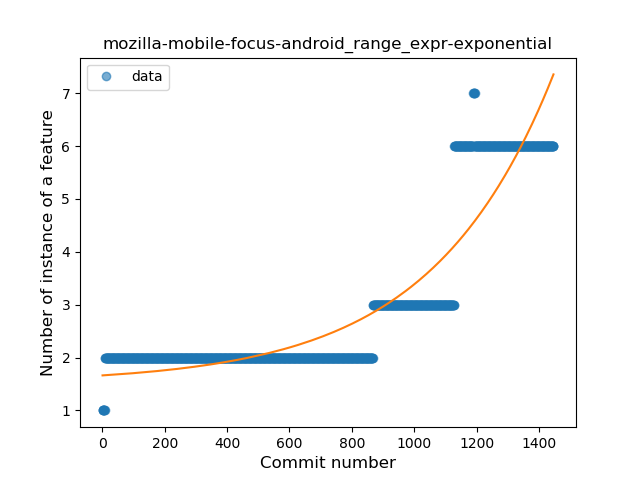 mozilla-mobile-focus-android_range_expr-exponential
data
Number of instance of a feature
7
6
5
4
3
2
1
0 200 400 600 800 1000 1200 1400
Commit number